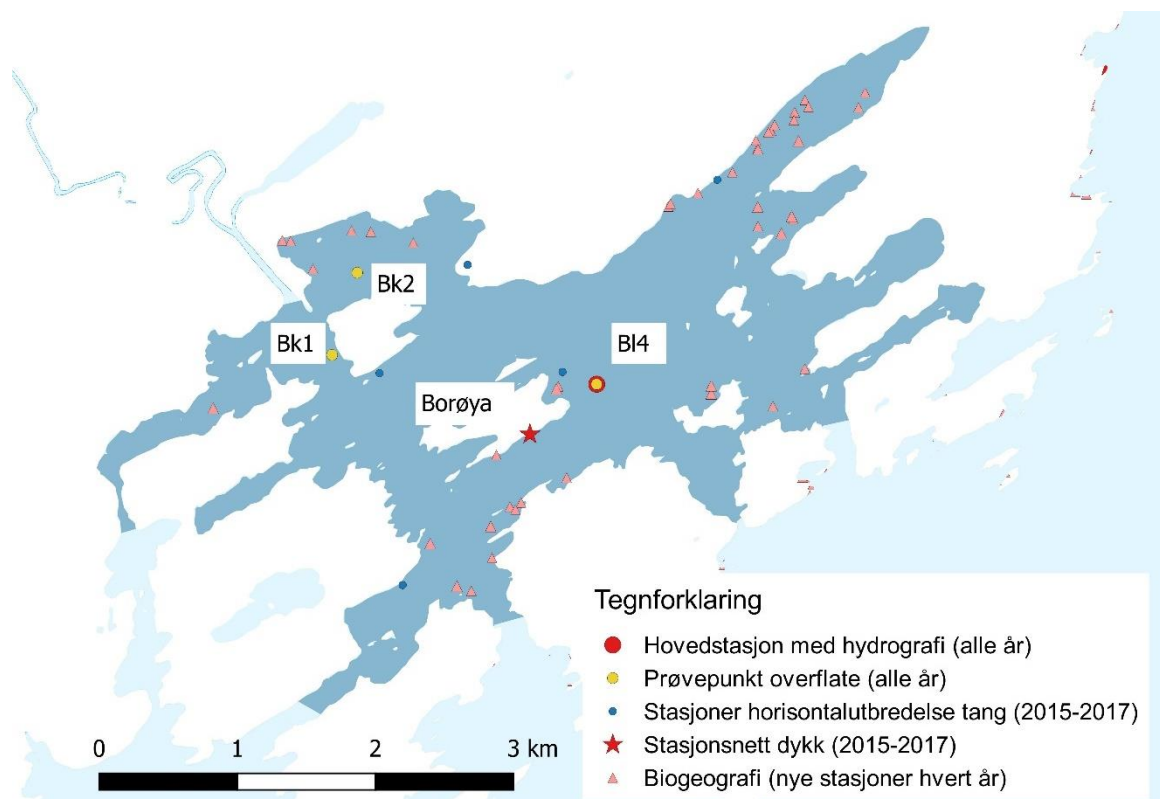 Bk2
Bk1
Bl4
Borøya
Tegnforklaring
Hovedstasjon med hydrografi (alle år)
Prøvepunkt overflate (alle år)
Stasjoner horisontalutbredelse tang (2015-2017)
Stasjonsnett dykk (2015-2017)
Biogeografi (nye stasjoner hvert år)
0 1 2 3 km